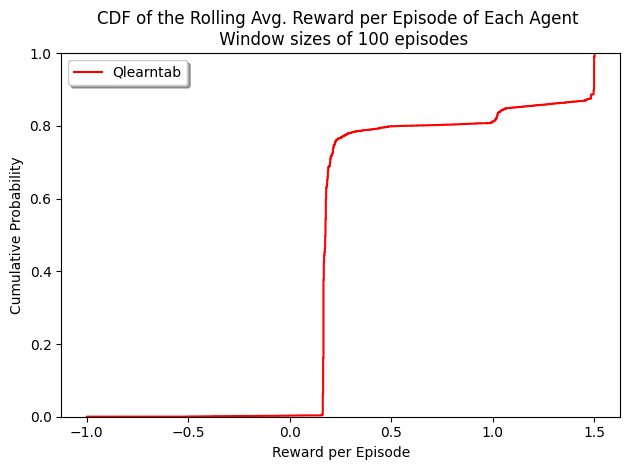 CDF of the Rolling Avg. Reward per Episode of Each Agent
Window sizes of 100 episodes
Qlearntab
Cumulative Probability
1.0
0.8
0.6
0.4
0.2
0.0
−1.0
−0.5
0.0
0.5
1.0
1.5
Reward per Episode